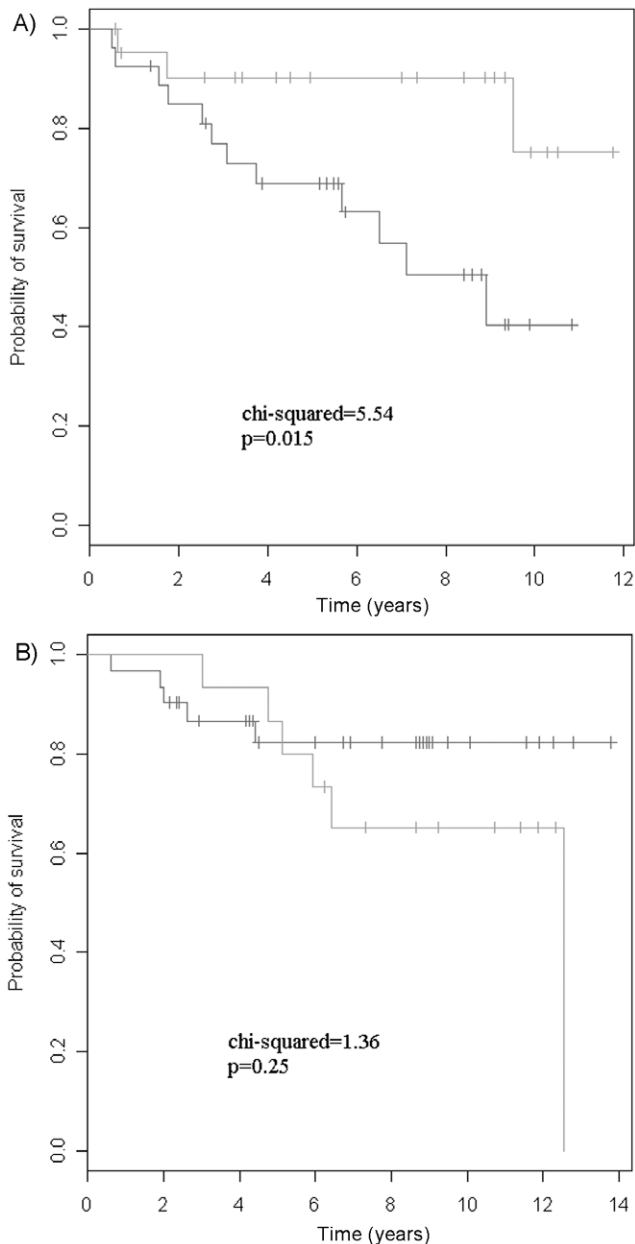 A)
Probability of survival
1.0
0.8
0.6
0.4
0.2
0.0
chi-squared=5.54
p=0.015
0 2 4 6 8 10 12
Time (years)
B)
Probability of survival
1.0
0.8
0.6
0.4
0.2
0.0
chi-squared=1.36
p=0.25
0 2 4 6 8 10 12 14
Time (years)